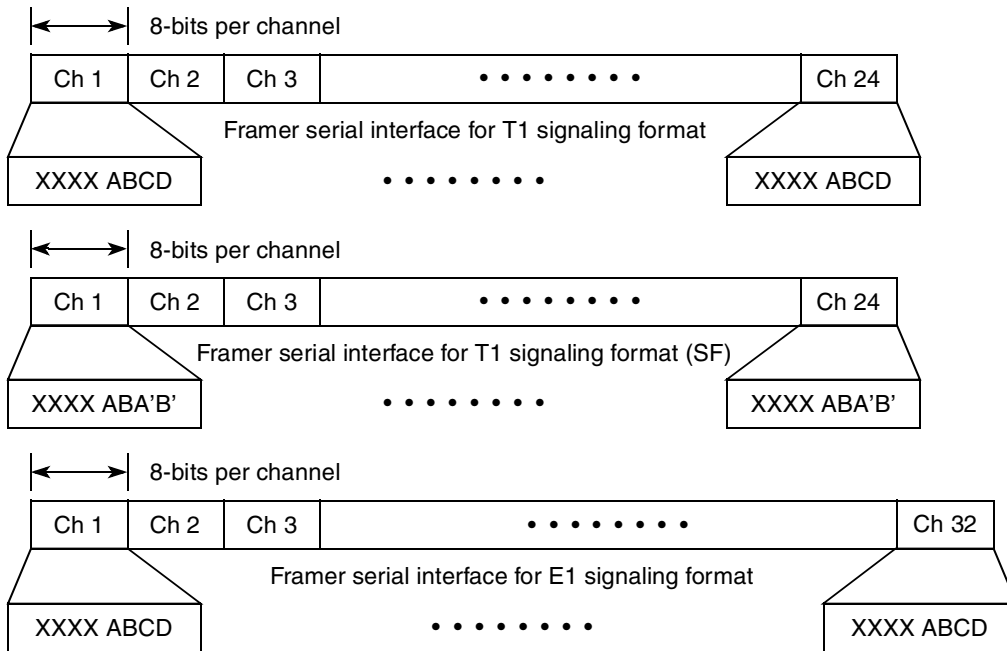 8-bits per channel
Ch 1 Ch 2 Ch 3 • • • • • • • • Ch 24
Framer serial interface for T1 signaling format
XXXX ABCD • • • • • • • • XXXX ABCD
8-bits per channel
Ch 1 Ch 2 Ch 3 • • • • • • • • Ch 24
Framer serial interface for T1 signaling format (SF)
XXXX ABA'B' • • • • • • • • XXXX ABA'B'
8-bits per channel
Ch 1 Ch 2 Ch 3 • • • • • • • • Ch 32
Framer serial interface for E1 signaling format
XXXX ABCD • • • • • • • • XXXX ABCD